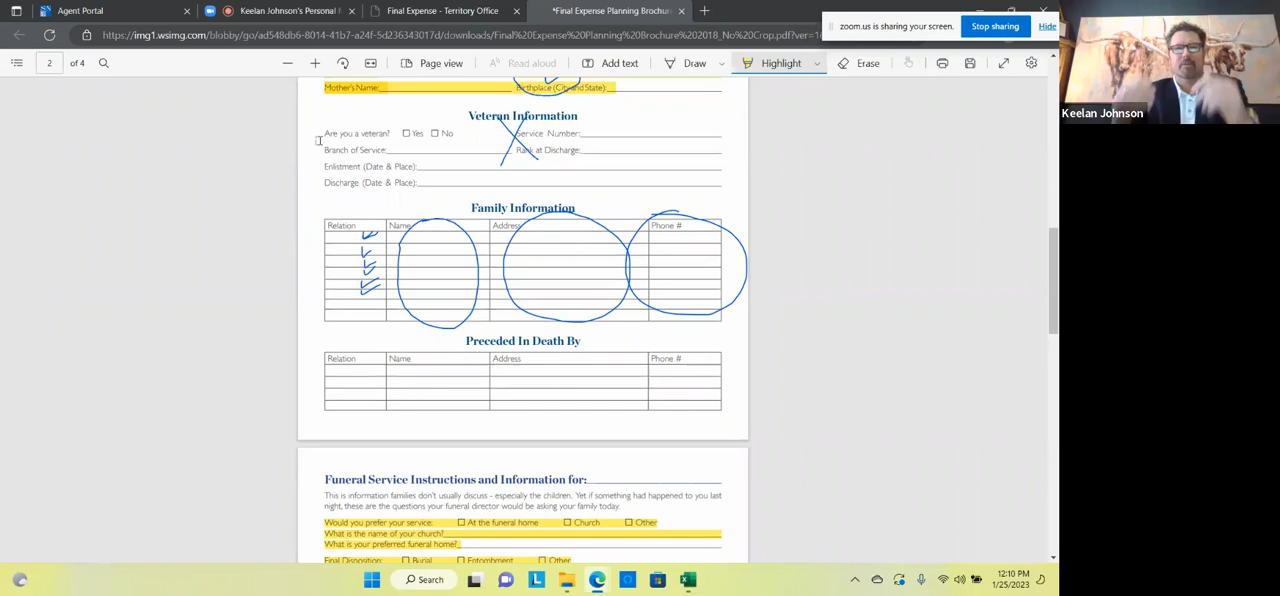 Agent Portal
Keelan Johnson's Personal
Final Expense - Territory Office
*Final Expense Planning Brochure
zoom.us is sharing your screen.
Stop sharing
Hide
https://img1.wsimg.com/blobby/go/ad548db6-8014-41b7-a24f-5d236343017d/downloads/Final%20Expense%20Planning%20Brochure%202018_No%20Crop.pdf?ver=16
2 of 4
Page view
Read aloud
Add text
Draw
Highlight
Erase
Keelan Johnson
Mother's Name: Birthplace (City and State):
Veteran Information
Are you a veteran? Yes No Service Number:
Branch of Service: Rank at Discharge:
Enlistment (Date & Place):
Discharge (Date & Place):
Family Information
Relation Name Address Phone #
Preceded In Death By
Relation Name Address Phone #
Funeral Service Instructions and Information for:
This is information families don't usually discuss - especially the children. Yet if something had happened to you last
night, these are the questions your funeral director would be asking your family today.
Would you prefer your service: At the funeral home Church Other
What is the name of your church?
What is your preferred funeral home?
Final Disposition: Burial Entombment Other
Search
12:10 PM
1/25/2023